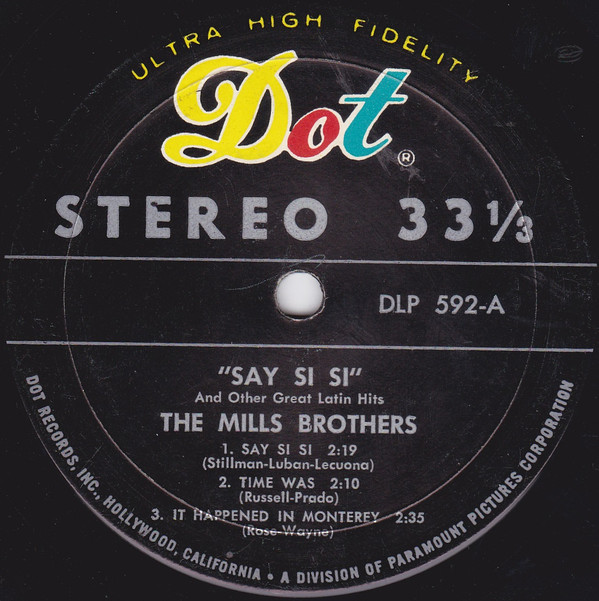 ULTRA HIGH FIDELITY
Dot®
STEREO 33 1/3
DLP 592-A
"SAY SI SI"
And Other Great Latin Hits
THE MILLS BROTHERS
1. SAY SI SI 2:19
(Stillman-Luban-Lecuona)
2. TIME WAS 2:10
(Russell-Prado)
3. IT HAPPENED IN MONTEREY 2:35
(Rose-Wayne)
DOT RECORDS, INC., HOLLYWOOD, CALIFORNIA • A DIVISION OF PARAMOUNT PICTURES CORPORATION